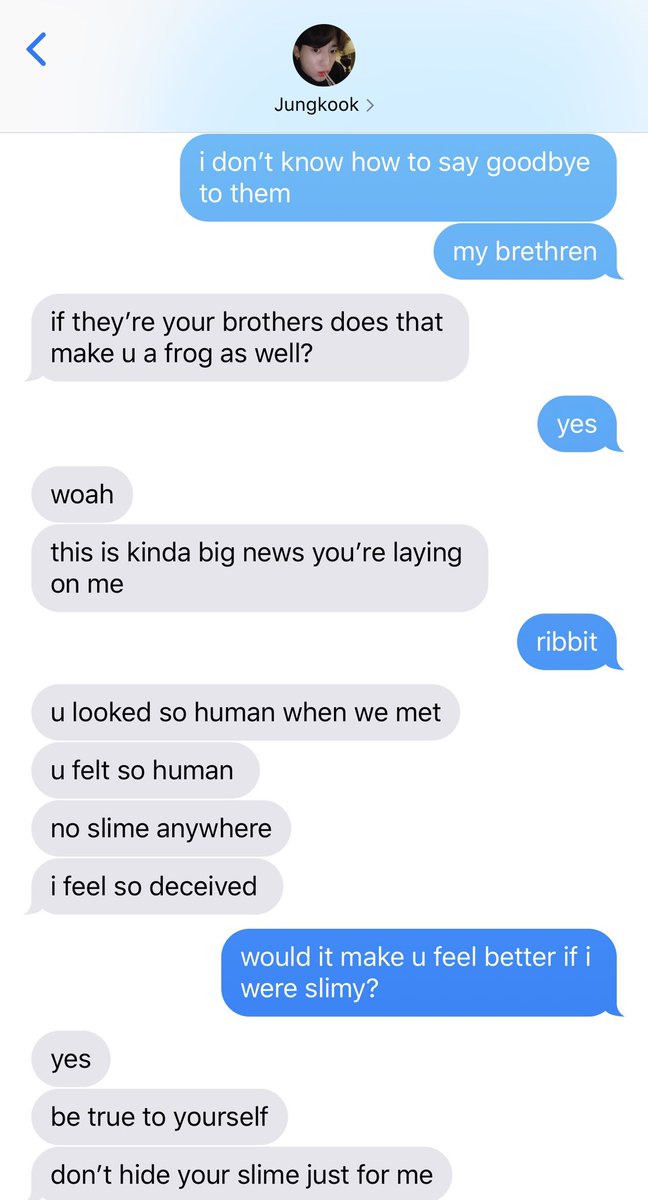 Jungkook
i don’t know how to say goodbye
to them
my brethren
if they’re your brothers does that
make u a frog as well?
yes
woah
this is kinda big news you’re laying
on me
ribbit
u looked so human when we met
u felt so human
no slime anywhere
i feel so deceived
would it make u feel better if i
were slimy?
yes
be true to yourself
don’t hide your slime just for me